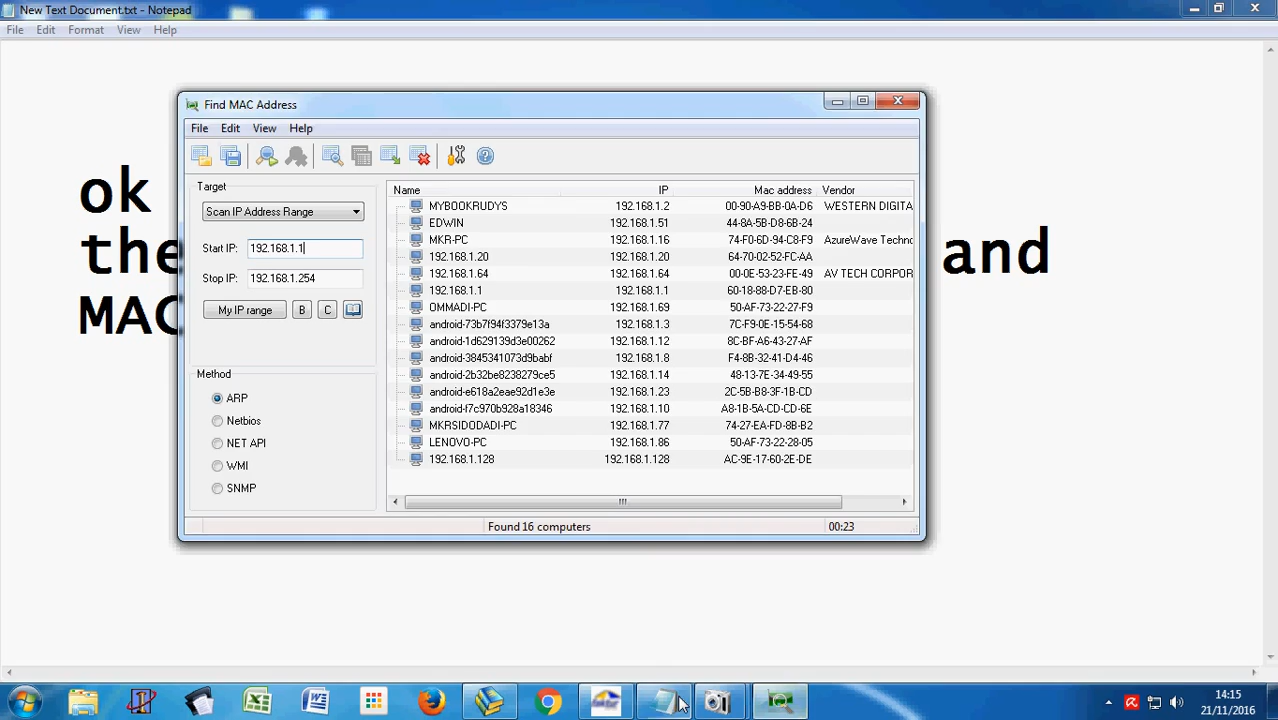 New Text Document.txt - Notepad
File Edit Format View Help
ok
the and
MAC
Find MAC Address
File Edit View Help
Target
Scan IP Address Range
Start IP: 192.168.1.1
Stop IP: 192.168.1.254
My IP range B C
Method
ARP
Netbios
NET API
WMI
SNMP
Name IP Mac address Vendor
MYBOOKRUDYS 192.168.1.2 00-90-A9-BB-0A-D6 WESTERN DIGITA
EDWIN 192.168.1.51 44-8A-5B-D8-6B-24
MKR-PC 192.168.1.16 74-F0-6D-94-C8-F9 AzureWave Techno
192.168.1.20 192.168.1.20 64-70-02-52-FC-AA
192.168.1.64 192.168.1.64 00-0E-53-23-FE-49 AV TECH CORPOR
192.168.1.1 192.168.1.1 60-18-88-D7-EB-80
OMMADI-PC 192.168.1.69 50-AF-73-22-27-F9
android-73b7f94f3379e13a 192.168.1.3 7C-F9-0E-15-54-68
android-1d629139d3e00262 192.168.1.12 8C-BF-A6-43-27-AF
android-3845341073d9babf 192.168.1.8 F4-8B-32-41-D4-46
android-2b32be8238279ce5 192.168.1.14 48-13-7E-34-49-55
android-e618a2eae92d1e3e 192.168.1.23 2C-5B-B8-3F-1B-CD
android-f7c970b928a18346 192.168.1.10 A8-1B-5A-CD-CD-6E
MKRSIDODADI-PC 192.168.1.77 74-27-EA-FD-8B-B2
LENOVO-PC 192.168.1.86 50-AF-73-22-28-05
192.168.1.128 192.168.1.128 AC-9E-17-60-2E-DE
Found 16 computers 00:23
14:15
21/11/2016